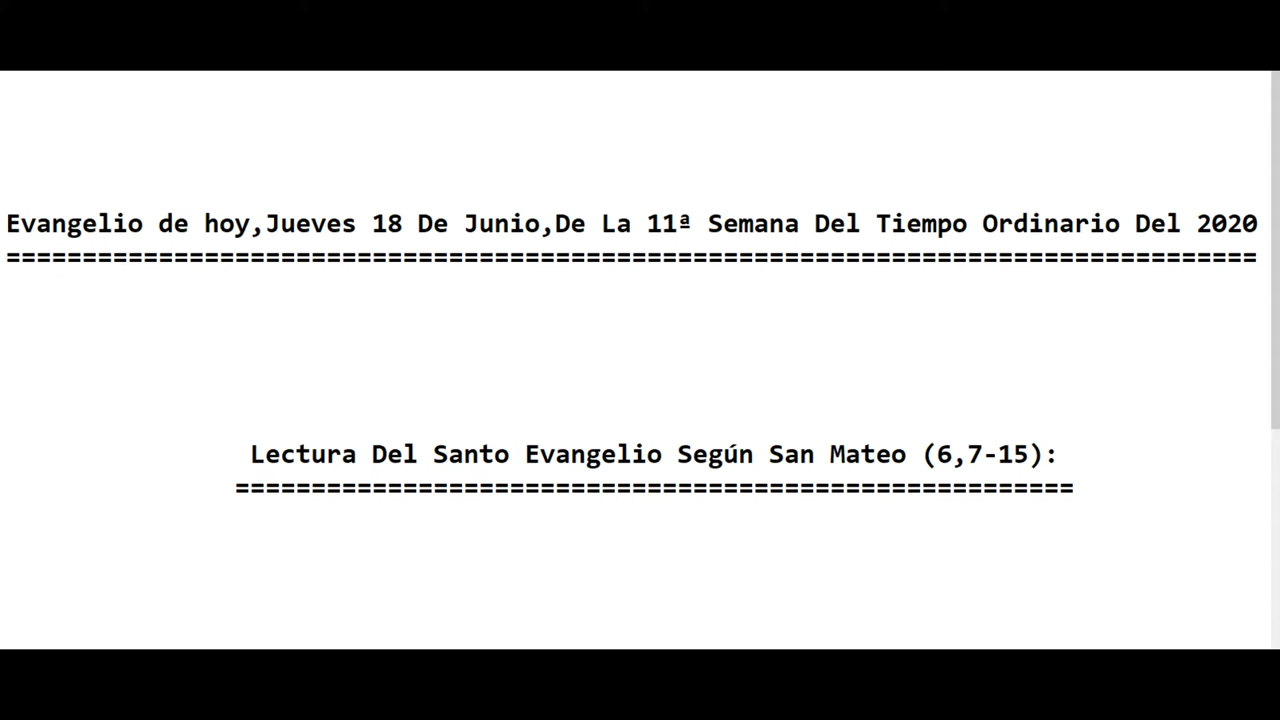 Evangelio de hoy,Jueves 18 De Junio,De La 11ª Semana Del Tiempo Ordinario Del 2020
==================================================================================
Lectura Del Santo Evangelio Según San Mateo (6,7-15):
=======================================================